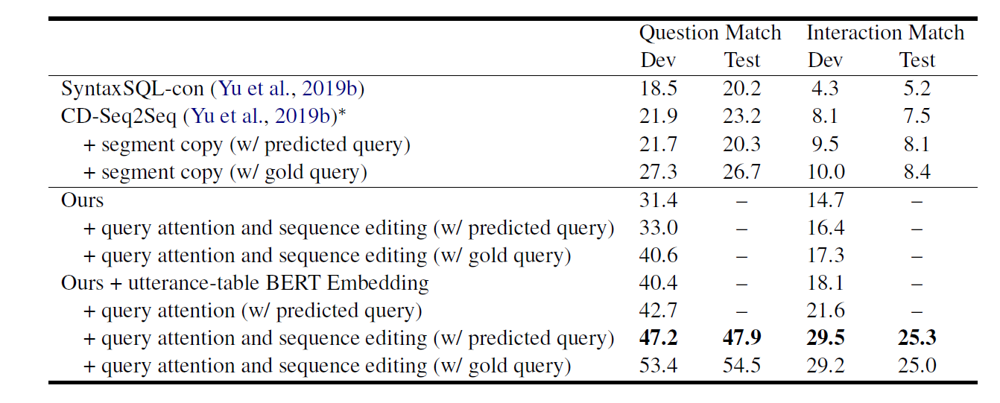 Question Match Interaction Match
Dev Test Dev Test
SyntaxSQL-con (Yu et al., 2019b) 18.5 20.2 4.3 5.2
CD-Seq2Seq (Yu et al., 2019b)* 21.9 23.2 8.1 7.5
+ segment copy (w/ predicted query) 21.7 20.3 9.5 8.1
+ segment copy (w/ gold query) 27.3 26.7 10.0 8.4
Ours 31.4 – 14.7 –
+ query attention and sequence editing (w/ predicted query) 33.0 – 16.4 –
+ query attention and sequence editing (w/ gold query) 40.6 – 17.3 –
Ours + utterance-table BERT Embedding 40.4 – 18.1 –
+ query attention (w/ predicted query) 42.7 – 21.6 –
+ query attention and sequence editing (w/ predicted query) 47.2 47.9 29.5 25.3
+ query attention and sequence editing (w/ gold query) 53.4 54.5 29.2 25.0